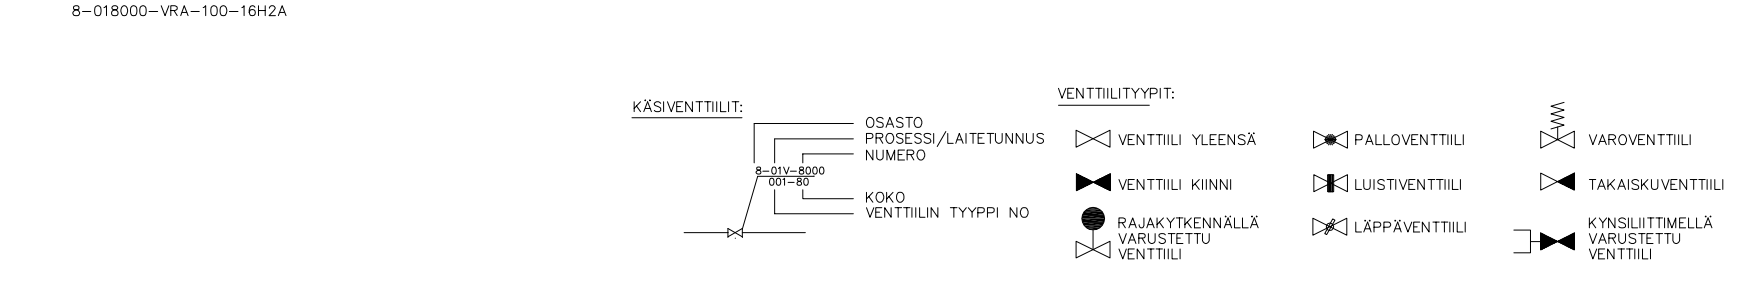 8-018000-VRA-100-16H2A
KÄSIVENTTIILIT:
OSASTO
PROSESSI/LAITETUNNUS
NUMERO
8-01V-8000
001-80
KOKO
VENTTIILIN TYYPPI NO
VENTTIILITYYPIT:
VENTTIILI YLEENSÄ
VENTTIILI KIINNI
RAJAKYTKENNÄLLÄ
VARUSTETTU
VENTTIILI
PALLOVENTTIILI
LUISTIVENTTIILI
LÄPPÄVENTTIILI
VAROVENTTIILI
TAKAISKUVENTTIILI
KYNSILIITTIMELLÄ
VARUSTETTU
VENTTIILI